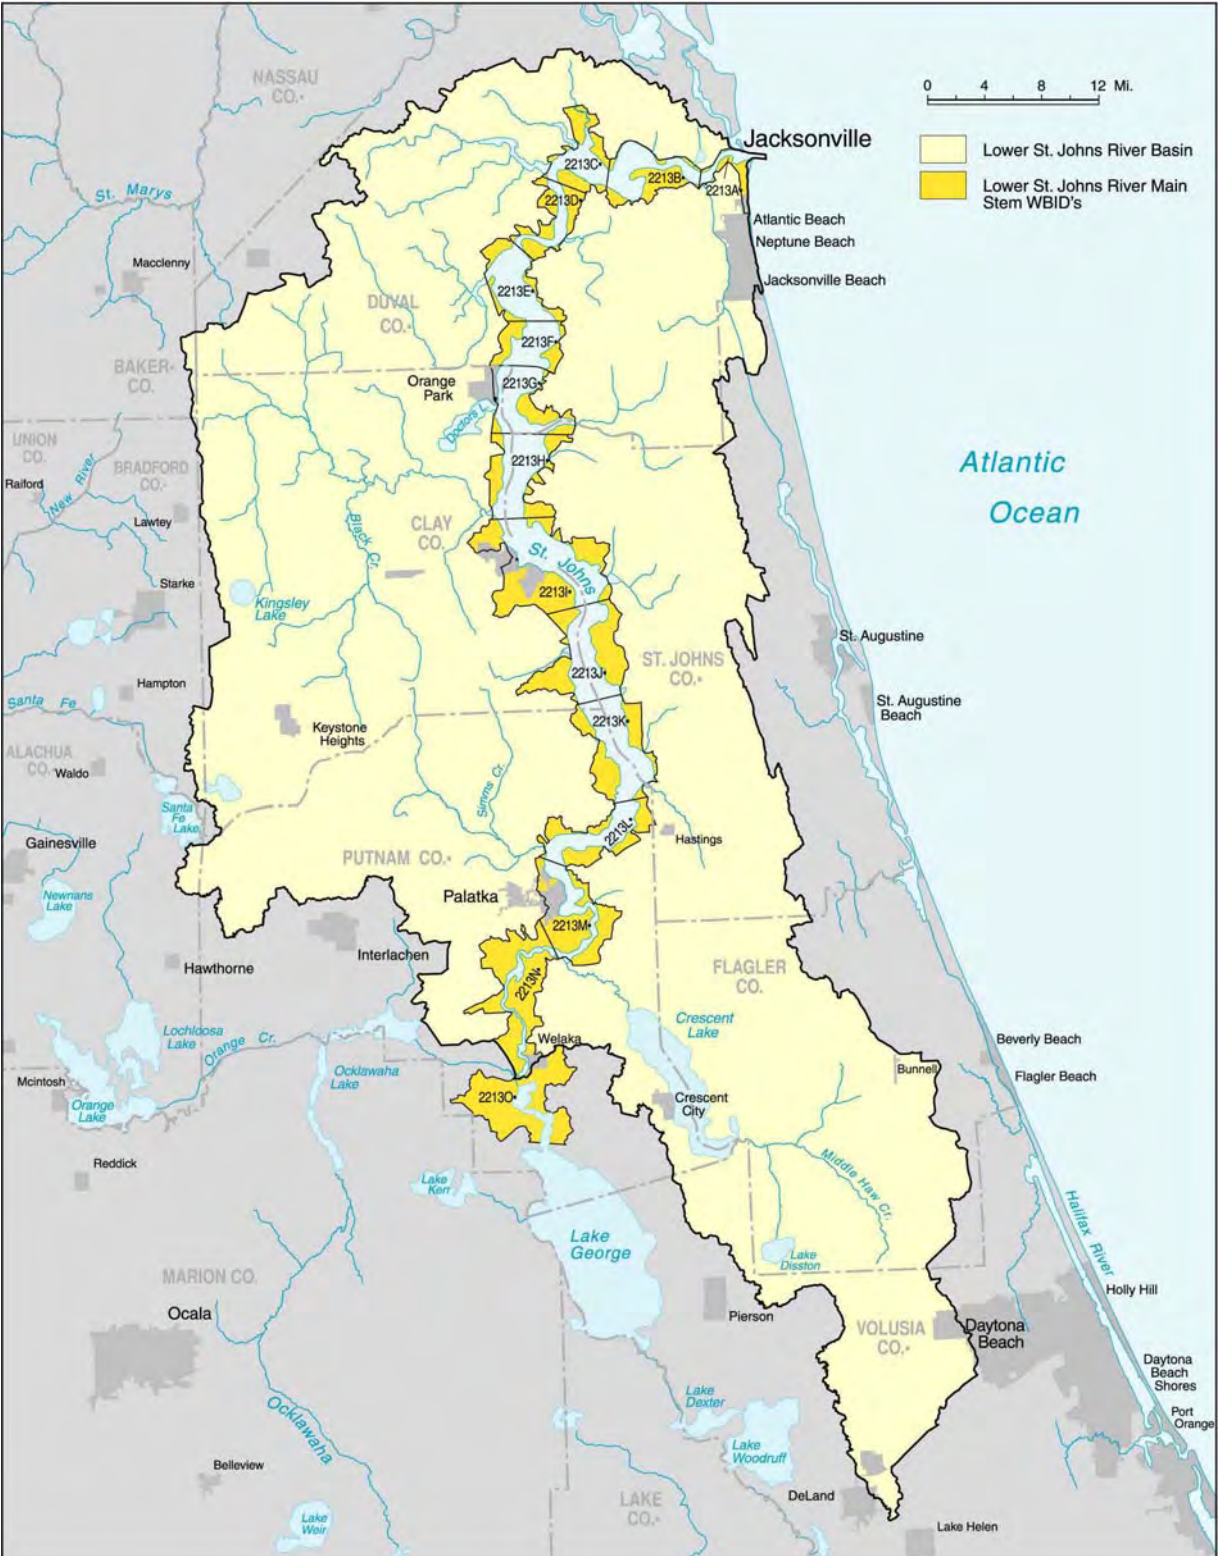 NASSAU
CO.
0 4 8 12 Mi.
Jacksonville
Lower St. Johns River Basin
Lower St. Johns River Main
Stem WBID's
2213C
2213B
2213A
2213D
St. Marys
Atlantic Beach
Neptune Beach
Macclenny
Jacksonville Beach
2213E
DUVAL
CO.
2213F
BAKER
CO.
Orange
Park
2213G
Doctors L.
UNION
CO.
New River
BRADFORD
CO.
2213H
Atlantic
Ocean
Raiford
Lawtey
CLAY
CO.
Black Cr.
St. Johns
Starke
Kingsley
Lake
2213I
St. Augustine
ST. JOHNS
CO.
2213J
Hampton
Santa Fe
St. Augustine
Beach
2213K
Keystone
Heights
ALACHUA
CO.
Waldo
Simms Cr.
Santa
Fe
Lake
2213L
Hastings
Gainesville
PUTNAM CO.
Newnans
Lake
Palatka
2213M
Interlachen
Hawthorne
2213N
FLAGLER
CO.
Crescent
Lake
Lochloosa
Lake
Orange Cr.
Welaka
Beverly Beach
Ocklawaha
Lake
Bunnell
Flagler Beach
Mcintosh
Orange
Lake
2213O
Crescent
City
Reddick
Middle Haw Cr.
Lake
Kerr
Halifax River
Lake
George
Lake
Disston
MARION CO.
Ocala
Holly Hill
Pierson
VOLUSIA
CO.
Daytona
Beach
Daytona
Beach
Shores
Lake
Dexter
Port
Orange
Ocklawaha
Lake
Woodruff
Belleview
DeLand
LAKE
CO.
Lake
Weir
Lake Helen